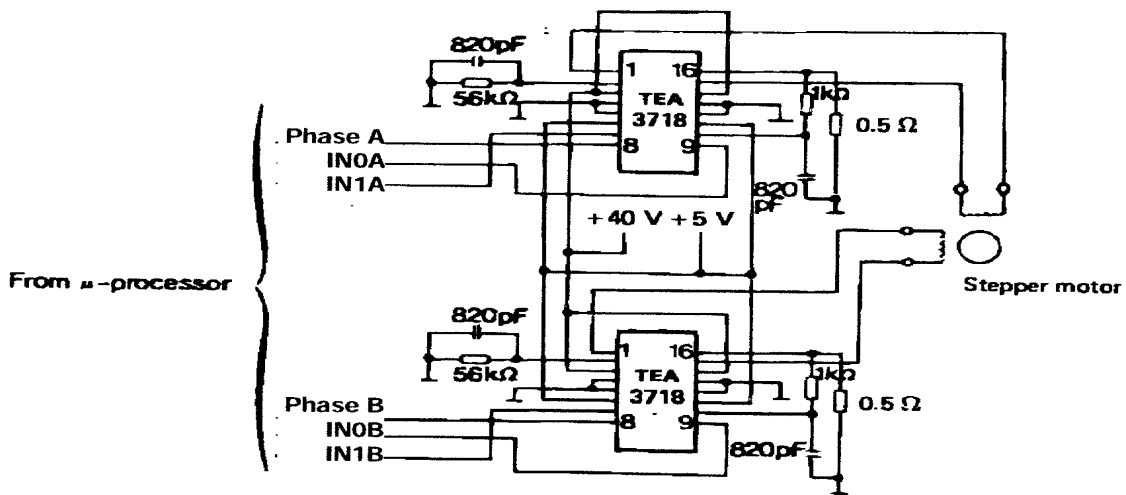 820pF
56kΩ
1 16
TEA
3718
8 9
1kΩ
0.5 Ω
820
pF
Phase A
IN0A
IN1A
+ 40 V + 5 V
From μ-processor
Stepper motor
820pF
56kΩ
1 16
TEA
3718
8 9
1kΩ
0.5 Ω
820pF
Phase B
IN0B
IN1B